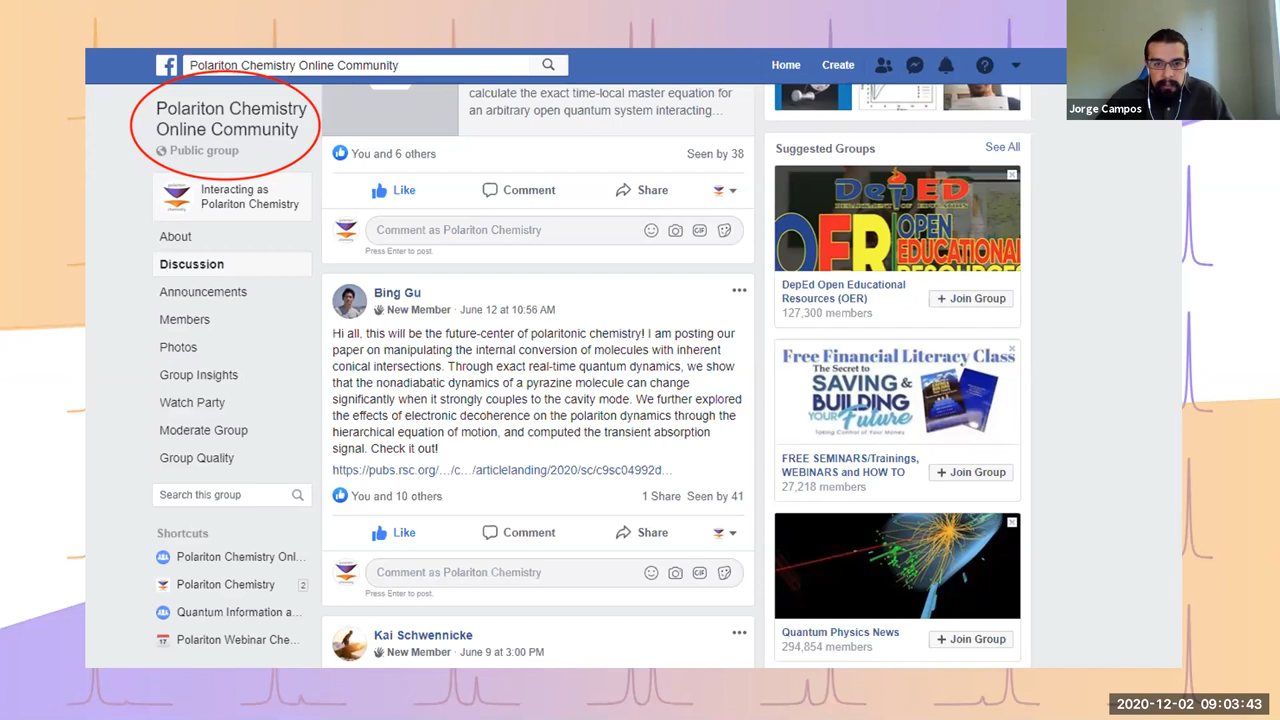 Polariton Chemistry Online Community
Home
Create
Jorge Campos
Polariton Chemistry
Online Community
Public group
Interacting as
Polariton Chemistry
About
Discussion
Announcements
Members
Photos
Group Insights
Watch Party
Moderate Group
Group Quality
Search this group
Shortcuts
Polariton Chemistry Onl...
Polariton Chemistry
2
Quantum Information a...
Polariton Webinar Che...
calculate the exact time-local master equation for
an arbitrary open quantum system interacting…
You and 6 others
Seen by 38
Like
Comment
Share
Comment as Polariton Chemistry
GIF
Press Enter to post.
Bing Gu
New Member · June 12 at 10:56 AM
Hi all, this will be the future-center of polaritonic chemistry! I am posting our
paper on manipulating the internal conversion of molecules with inherent
conical intersections. Through exact real-time quantum dynamics, we show
that the nonadiabatic dynamics of a pyrazine molecule can change
significantly when it strongly couples to the cavity mode. We further explored
the effects of electronic decoherence on the polariton dynamics through the
hierarchical equation of motion, and computed the transient absorption
signal. Check it out!
https://pubs.rsc.org/…/c…/articlelanding/2020/sc/c9sc04992d…
You and 10 others
1 Share Seen by 41
Like
Comment
Share
Comment as Polariton Chemistry
GIF
Press Enter to post.
Kai Schwennicke
New Member · June 9 at 3:00 PM
Suggested Groups
See All
DepED
DEPARTMENT OF EDUCATION
OER
OPEN
EDUCATIONAL
RESOURCES
DepEd Open Educational
Resources (OER)
127,300 members
+ Join Group
Free Financial Literacy Class
The Secret to
SAVING &
BUILDING
YOUR Future
Taking Control of Your Money
FREE SEMINARS/Trainings,
WEBINARS and HOW TO
27,218 members
+ Join Group
Quantum Physics News
294,854 members
+ Join Group
2020-12-02 09:03:43